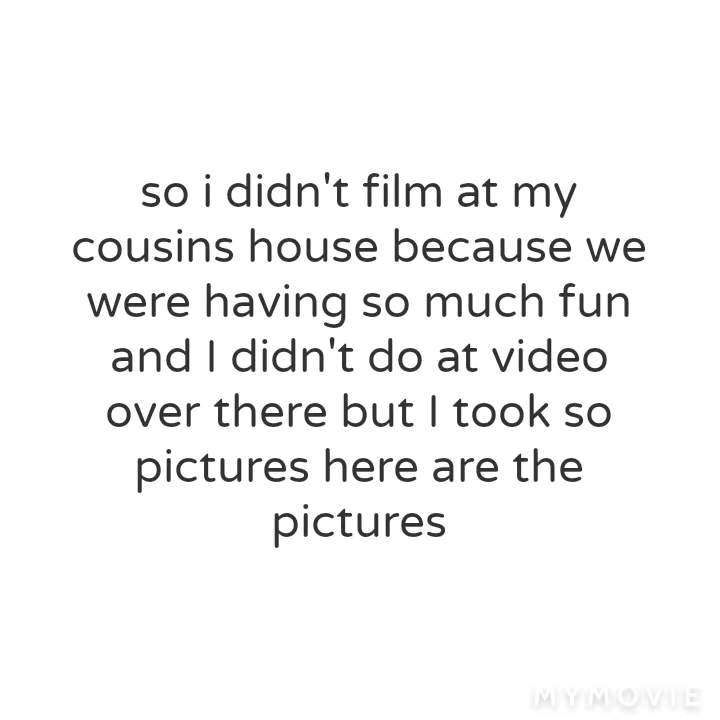 so i didn't film at my
cousins house because we
were having so much fun
and I didn't do at video
over there but I took so
pictures here are the
pictures
MYMOVIE